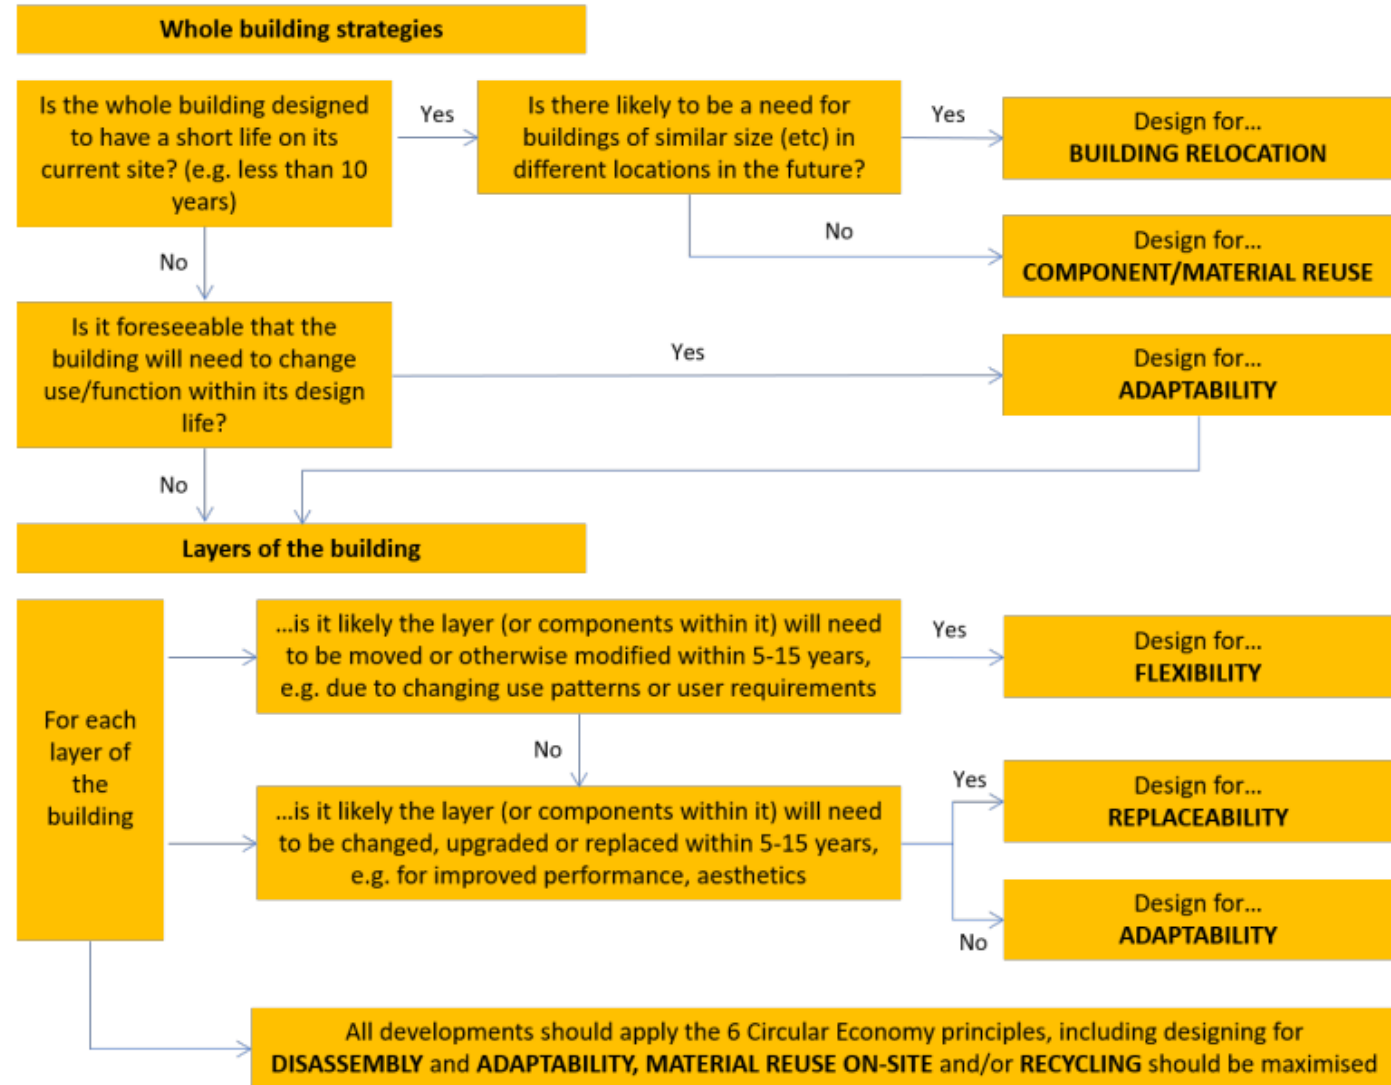 Whole building strategies
Is the whole building designed
to have a short life on its
current site? (e.g. less than 10
years)
Yes
Is there likely to be a need for
buildings of similar size (etc) in
different locations in the future?
Yes
Design for...
BUILDING RELOCATION
No
Design for...
COMPONENT/MATERIAL REUSE
No
Is it foreseeable that the
building will need to change
use/function within its design
life?
Yes
Design for...
ADAPTABILITY
No
Layers of the building
For each
layer of
the
building
...is it likely the layer (or components within it) will need
to be moved or otherwise modified within 5-15 years,
e.g. due to changing use patterns or user requirements
Yes
Design for...
FLEXIBILITY
No
...is it likely the layer (or components within it) will need
to be changed, upgraded or replaced within 5-15 years,
e.g. for improved performance, aesthetics
Yes
Design for...
REPLACEABILITY
No
Design for...
ADAPTABILITY
All developments should apply the 6 Circular Economy principles, including designing for
DISASSEMBLY and ADAPTABILITY, MATERIAL REUSE ON-SITE and/or RECYCLING should be maximised